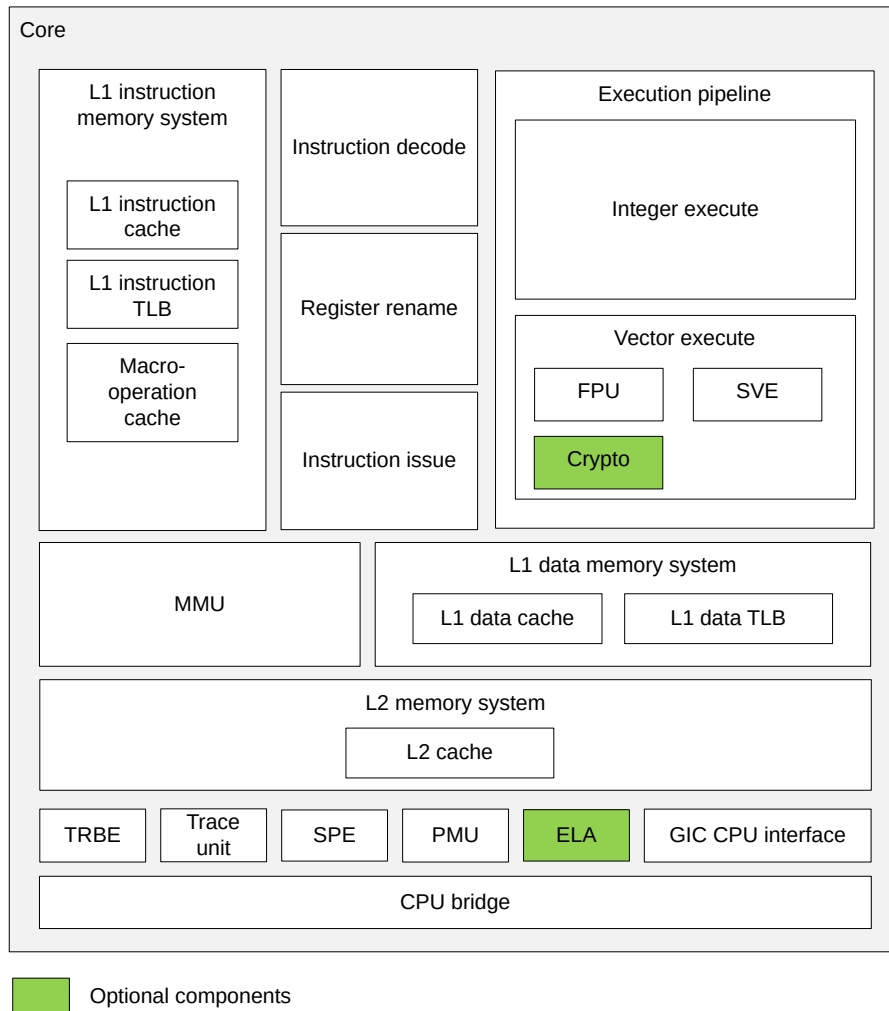 Core
L1 instruction
memory system
L1 instruction
cache
L1 instruction
TLB
Macro-
operation
cache
Instruction decode
Register rename
Instruction issue
Execution pipeline
Integer execute
Vector execute
FPU
SVE
Crypto
MMU
L1 data memory system
L1 data cache
L1 data TLB
L2 memory system
L2 cache
TRBE
Trace
unit
SPE
PMU
ELA
GIC CPU interface
CPU bridge
Optional components